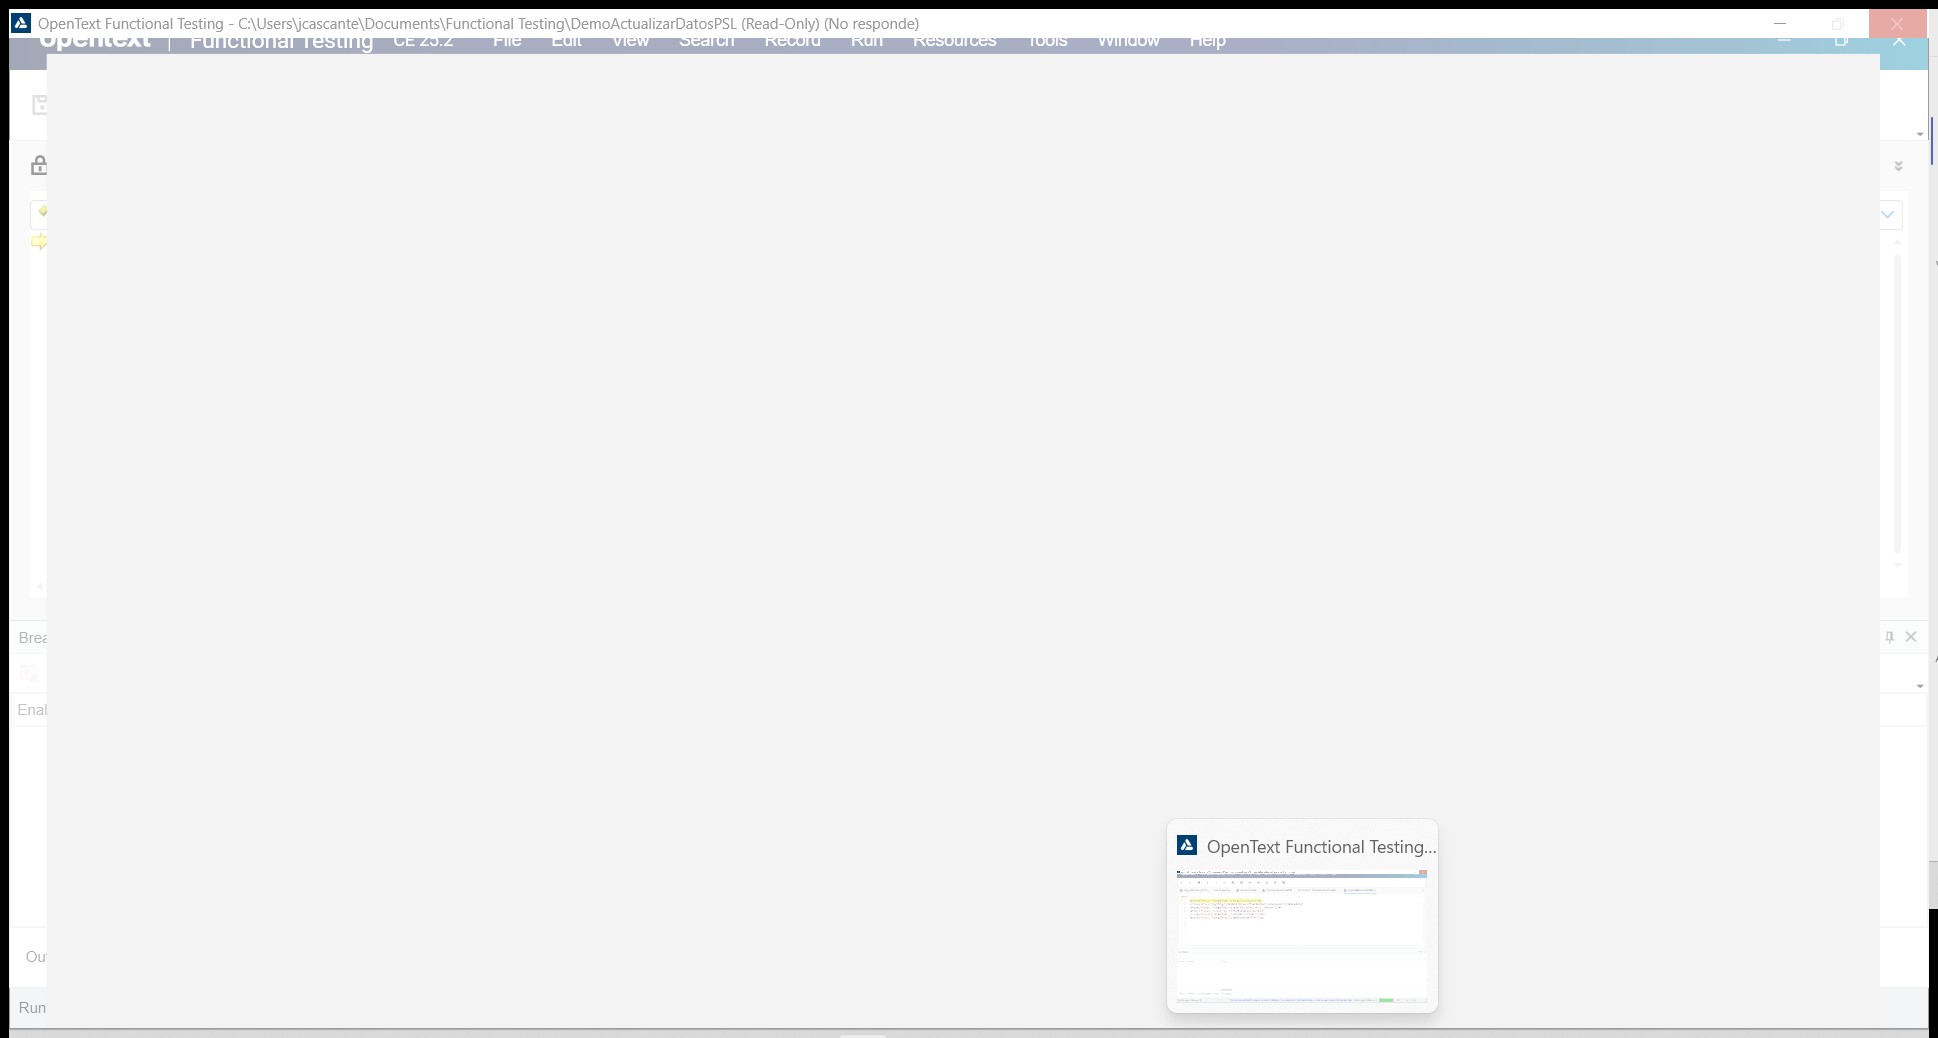 OpenText Functional Testing - C:\Users\jcascante\Documents\Functional Testing\DemoActualizarDatosPSL (Read-Only) (No responde)
opentext | Functional Testing CE 25.2 File Edit View Search Record Run Resources Tools Window Help
Brea
Enal
Ou
Run
OpenText Functional Testing...